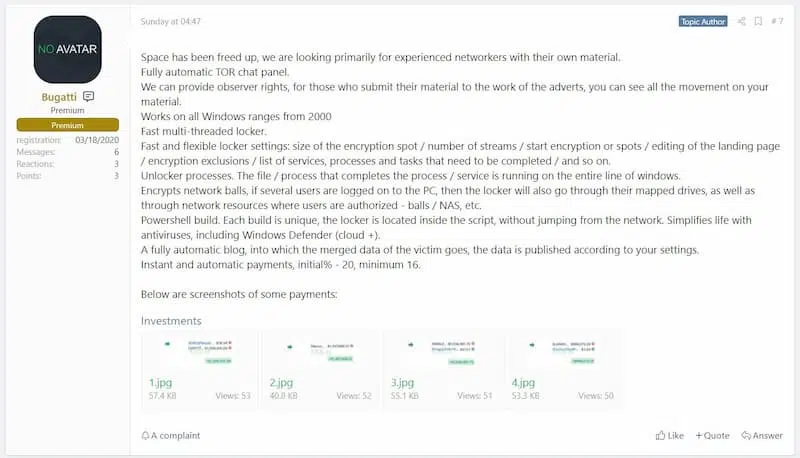 Sunday at 04:47
Topic Author
# 7
NO AVATAR
Bugatti
Premium
Premium
registration: 03/18/2020
Messages: 6
Reactions: 3
Points: 3
Space has been freed up, we are looking primarily for experienced networkers with their own material.
Fully automatic TOR chat panel.
We can provide observer rights, for those who submit their material to the work of the adverts, you can see all the movement on your
material.
Works on all Windows ranges from 2000
Fast multi-threaded locker.
Fast and flexible locker settings: size of the encryption spot / number of streams / start encryption or spots / editing of the landing page
/ encryption exclusions / list of services, processes and tasks that need to be completed / and so on.
Unlocker processes. The file / process that completes the process / service is running on the entire line of windows.
Encrypts network balls, if several users are logged on to the PC, then the locker will also go through their mapped drives, as well as
through network resources where users are authorized - balls / NAS, etc.
Powershell build. Each build is unique, the locker is located inside the script, without jumping from the network. Simplifies life with
antiviruses, including Windows Defender (cloud +).
A fully automatic blog, into which the merged data of the victim goes, the data is published according to your settings.
Instant and automatic payments, initial% - 20, minimum 16.
Below are screenshots of some payments:
Investments
1.jpg
57.4 KB Views: 53
2.jpg
40.8 KB Views: 52
3.jpg
55.1 KB Views: 51
4.jpg
53.3 KB Views: 50
A complaint
Like
+ Quote
Answer